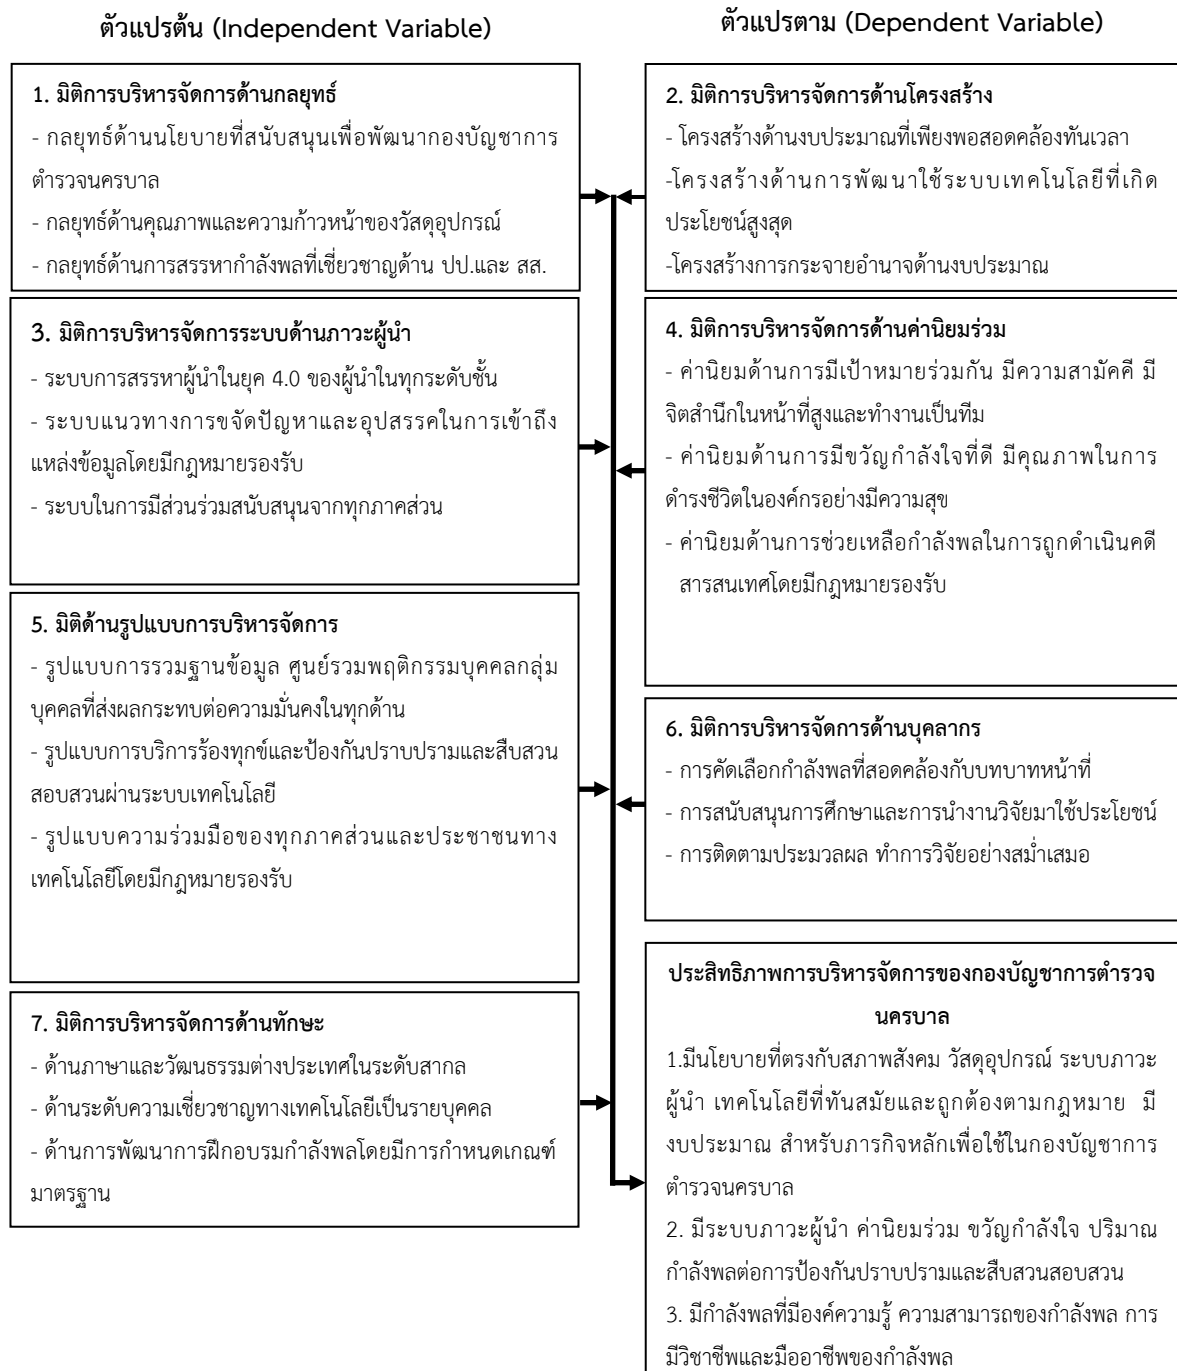 ตัวแปรต้น (Independent Variable)
ตัวแปรตาม (Dependent Variable)
1. มิติการบริหารจัดการด้านกลยุทธ์
- กลยุทธ์ด้านนโยบายที่สนับสนุนเพื่อพัฒนากองบัญชาการ
ตำรวจนครบาล
- กลยุทธ์ด้านคุณภาพและความก้าวหน้าของวัสดุอุปกรณ์
- กลยุทธ์ด้านการสรรหากำลังพลที่เชี่ยวชาญด้าน ปป.และ สส.
2. มิติการบริหารจัดการด้านโครงสร้าง
- โครงสร้างด้านงบประมาณที่เพียงพอสอดคล้องทันเวลา
-โครงสร้างด้านการพัฒนาใช้ระบบเทคโนโลยีที่เกิด
ประโยชน์สูงสุด
-โครงสร้างการกระจายอำนาจด้านงบประมาณ
3. มิติการบริหารจัดการระบบด้านภาวะผู้นำ
- ระบบการสรรหาผู้นำในยุค 4.0 ของผู้นำในทุกระดับชั้น
- ระบบแนวทางการขจัดปัญหาและอุปสรรคในการเข้าถึง
แหล่งข้อมูลโดยมีกฎหมายรองรับ
- ระบบในการมีส่วนร่วมสนับสนุนจากทุกภาคส่วน
4. มิติการบริหารจัดการด้านค่านิยมร่วม
- ค่านิยมด้านการมีเป้าหมายร่วมกัน มีความสามัคคี มี
จิตสำนึกในหน้าที่สูงและทำงานเป็นทีม
- ค่านิยมด้านการมีขวัญกำลังใจที่ดี มีคุณภาพในการ
ดำรงชีวิตในองค์กรอย่างมีความสุข
- ค่านิยมด้านการช่วยเหลือกำลังพลในการถูกดำเนินคดี
สารสนเทศโดยมีกฎหมายรองรับ
5. มิติด้านรูปแบบการบริหารจัดการ
- รูปแบบการรวมฐานข้อมูล ศูนย์รวมพฤติกรรมบุคคลกลุ่ม
บุคคลที่ส่งผลกระทบต่อความมั่นคงในทุกด้าน
- รูปแบบการบริการร้องทุกข์และป้องกันปราบปรามและสืบสวน
สอบสวนผ่านระบบเทคโนโลยี
- รูปแบบความร่วมมือของทุกภาคส่วนและประชาชนทาง
เทคโนโลยีโดยมีกฎหมายรองรับ
6. มิติการบริหารจัดการด้านบุคลากร
- การคัดเลือกกำลังพลที่สอดคล้องกับบทบาทหน้าที่
- การสนับสนุนการศึกษาและการนำงานวิจัยมาใช้ประโยชน์
- การติดตามประมวลผล ทำการวิจัยอย่างสม่ำเสมอ
7. มิติการบริหารจัดการด้านทักษะ
- ด้านภาษาและวัฒนธรรมต่างประเทศในระดับสากล
- ด้านระดับความเชี่ยวชาญทางเทคโนโลยีเป็นรายบุคคล
- ด้านการพัฒนาการฝึกอบรมกำลังพลโดยมีการกำหนดเกณฑ์
มาตรฐาน
ประสิทธิภาพการบริหารจัดการของกองบัญชาการตำรวจ
นครบาล
1.มีนโยบายที่ตรงกับสภาพสังคม วัสดุอุปกรณ์ ระบบภาวะ
ผู้นำ เทคโนโลยีที่ทันสมัยและถูกต้องตามกฎหมาย มี
งบประมาณ สำหรับภารกิจหลักเพื่อใช้ในกองบัญชาการ
ตำรวจนครบาล
2. มีระบบภาวะผู้นำ ค่านิยมร่วม ขวัญกำลังใจ ปริมาณ
กำลังพลต่อการป้องกันปราบปรามและสืบสวนสอบสวน
3. มีกำลังพลที่มีองค์ความรู้ ความสามารถของกำลังพล การ
มีวิชาชีพและมืออาชีพของกำลังพล